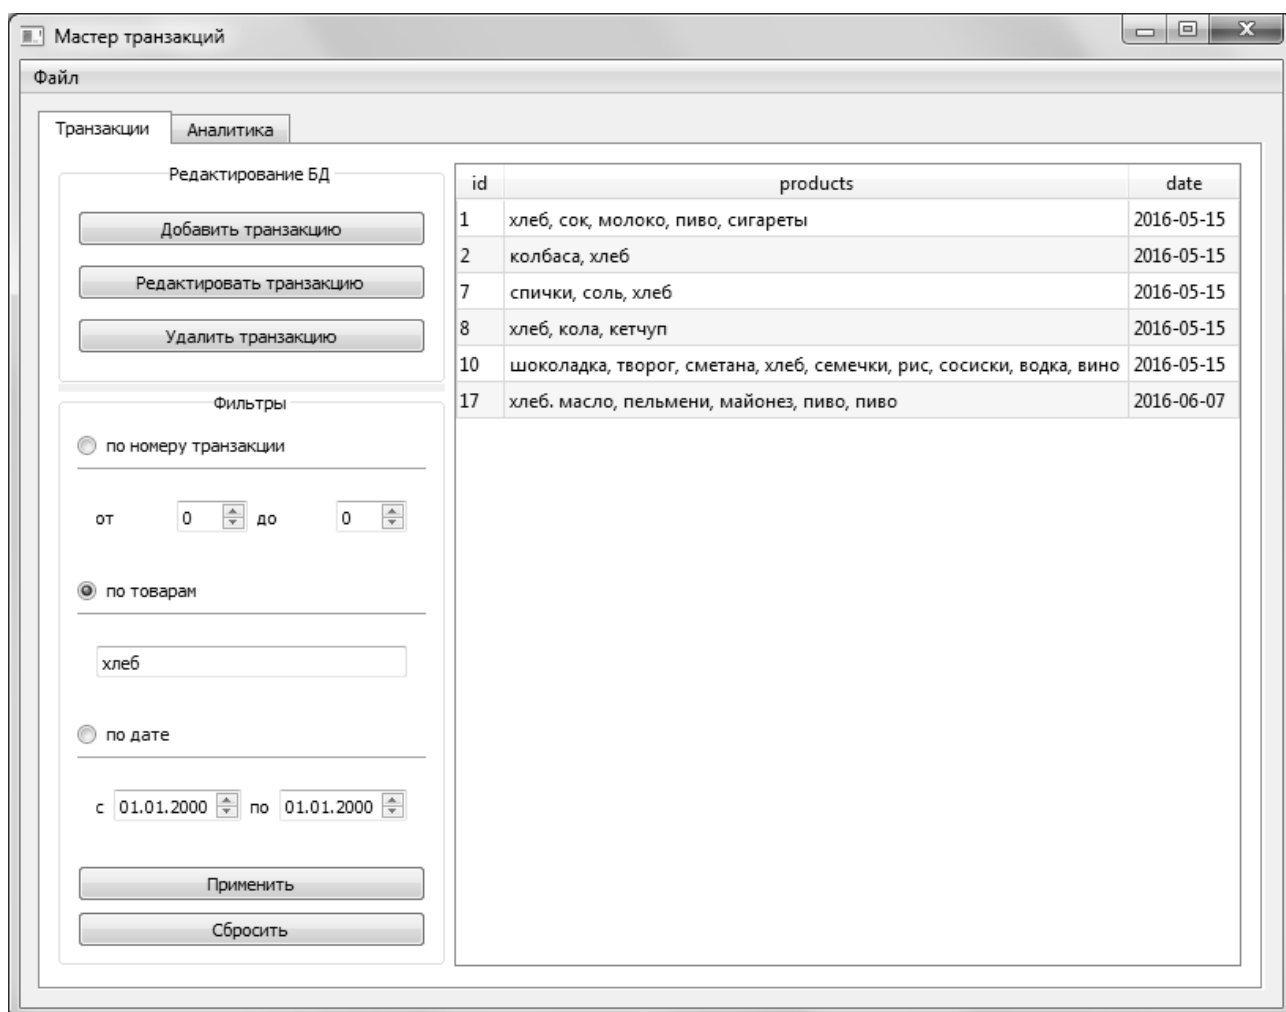 Мастер транзакций
Файл
Транзакции Аналитика
Редактирование БД
Добавить транзакцию
Редактировать транзакцию
Удалить транзакцию
Фильтры
по номеру транзакции
от 0 до 0
по товарам
хлеб
по дате
с 01.01.2000 по 01.01.2000
Применить
Сбросить
id products date
1 хлеб, сок, молоко, пиво, сигареты 2016-05-15
2 колбаса, хлеб 2016-05-15
7 спички, соль, хлеб 2016-05-15
8 хлеб, кола, кетчуп 2016-05-15
10 шоколадка, творог, сметана, хлеб, семечки, рис, сосиски, водка, вино 2016-05-15
17 хлеб. масло, пельмени, майонез, пиво, пиво 2016-06-07